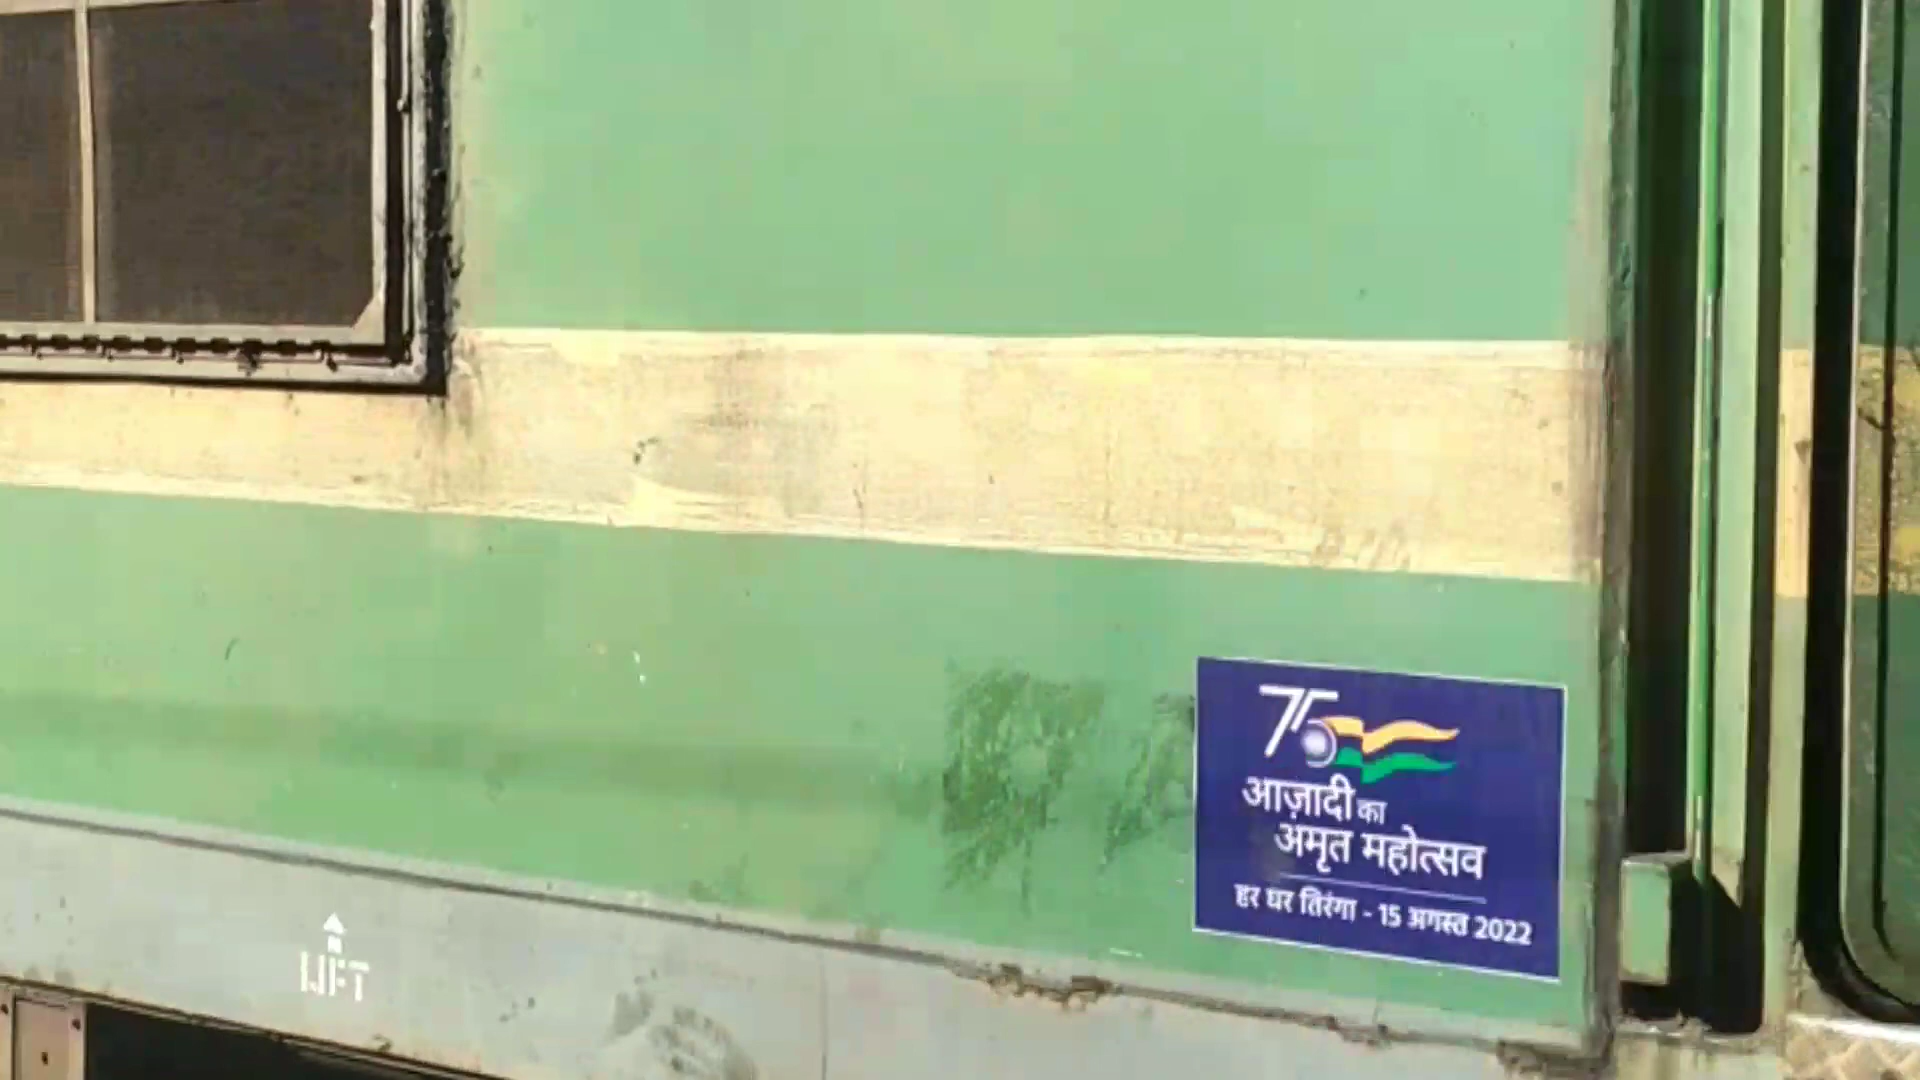 75
आज़ादी का
अमृत महोत्सव
हर घर तिरंगा - 15 अगस्त 2022
LIFT